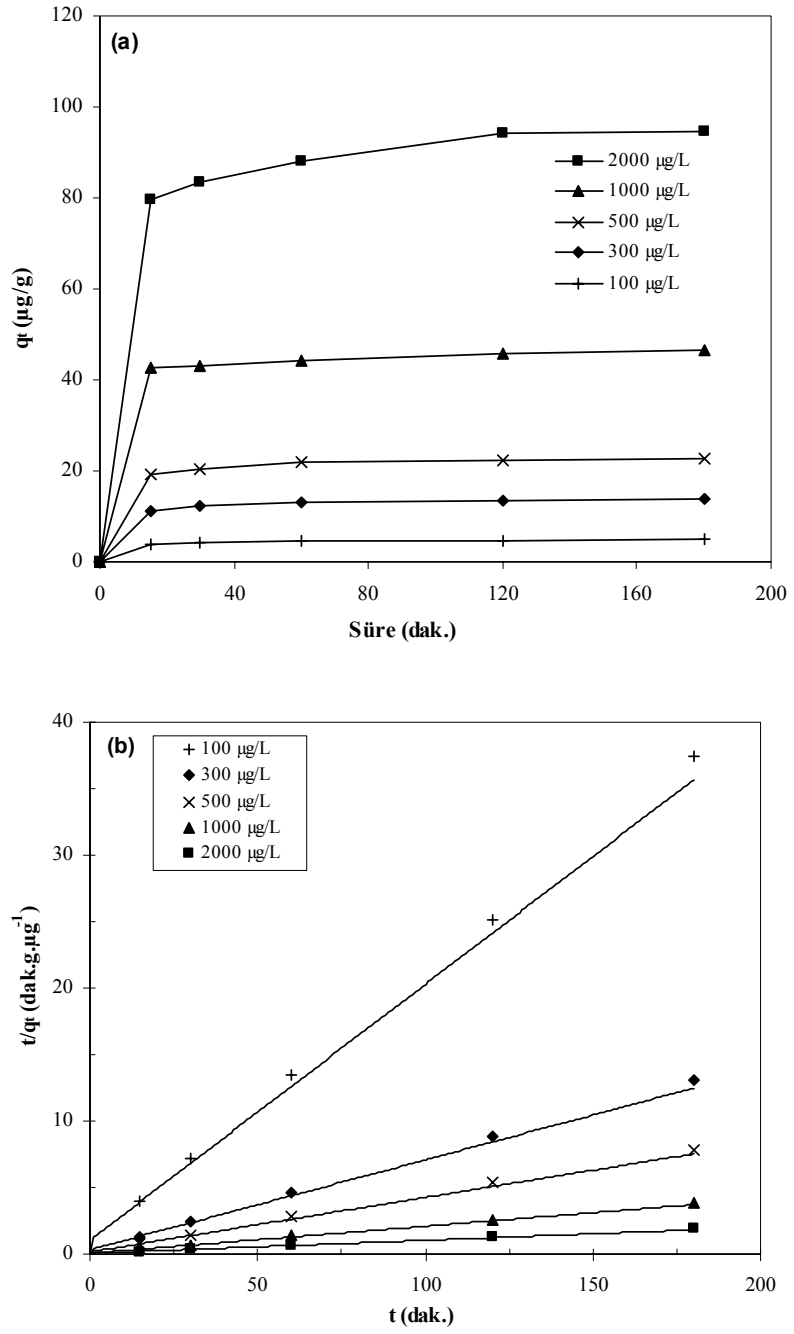 (a)
120
100
80
60
40
20
0
qt (µg/g)
2000 µg/L
1000 µg/L
500 µg/L
300 µg/L
100 µg/L
0 40 80 120 160 200
Süre (dak.)
(b)
40
30
20
10
0
t/qt (dak.g.µg-1)
100 µg/L
300 µg/L
500 µg/L
1000 µg/L
2000 µg/L
0 50 100 150 200
t (dak.)